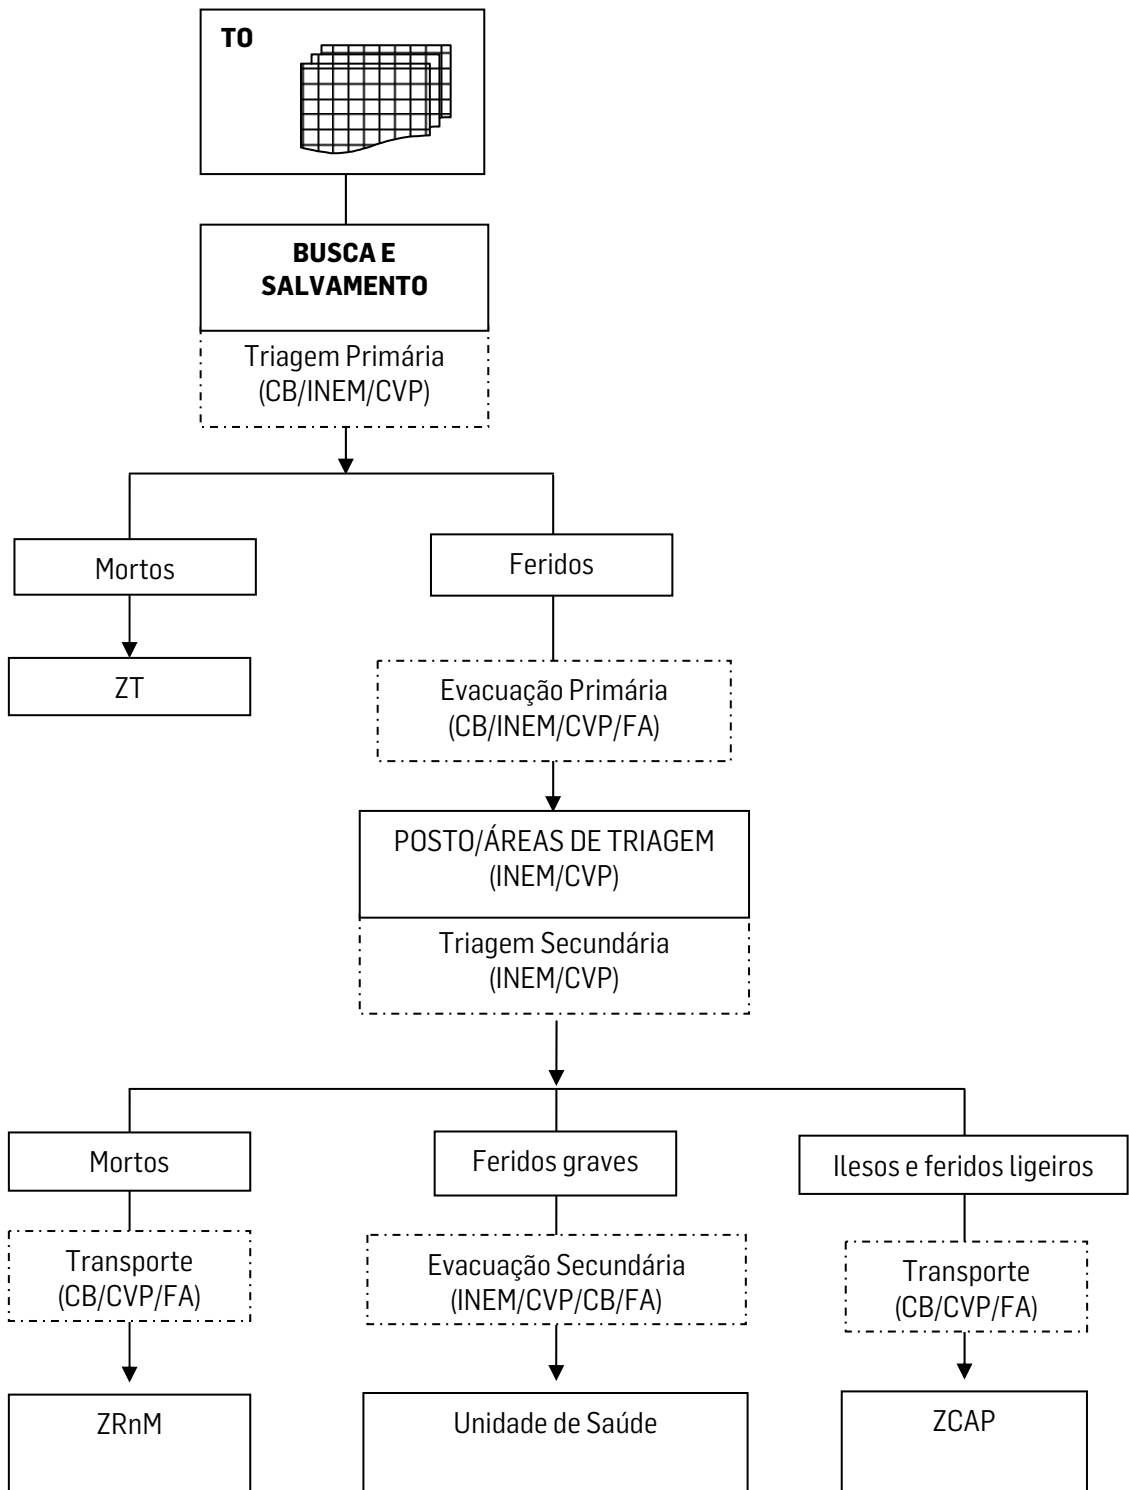 TO
BUSCA E
SALVAMENTO
Triagem Primária
(CB/INEM/CVP)
Mortos
Feridos
ZT
Evacuação Primária
(CB/INEM/CVP/FA)
POSTO/ÁREAS DE TRIAGEM
(INEM/CVP)
Triagem Secundária
(INEM/CVP)
Mortos
Feridos graves
Ilesos e feridos ligeiros
Transporte
(CB/CVP/FA)
Evacuação Secundária
(INEM/CVP/CB/FA)
Transporte
(CB/CVP/FA)
ZRnM
Unidade de Saúde
ZCAP